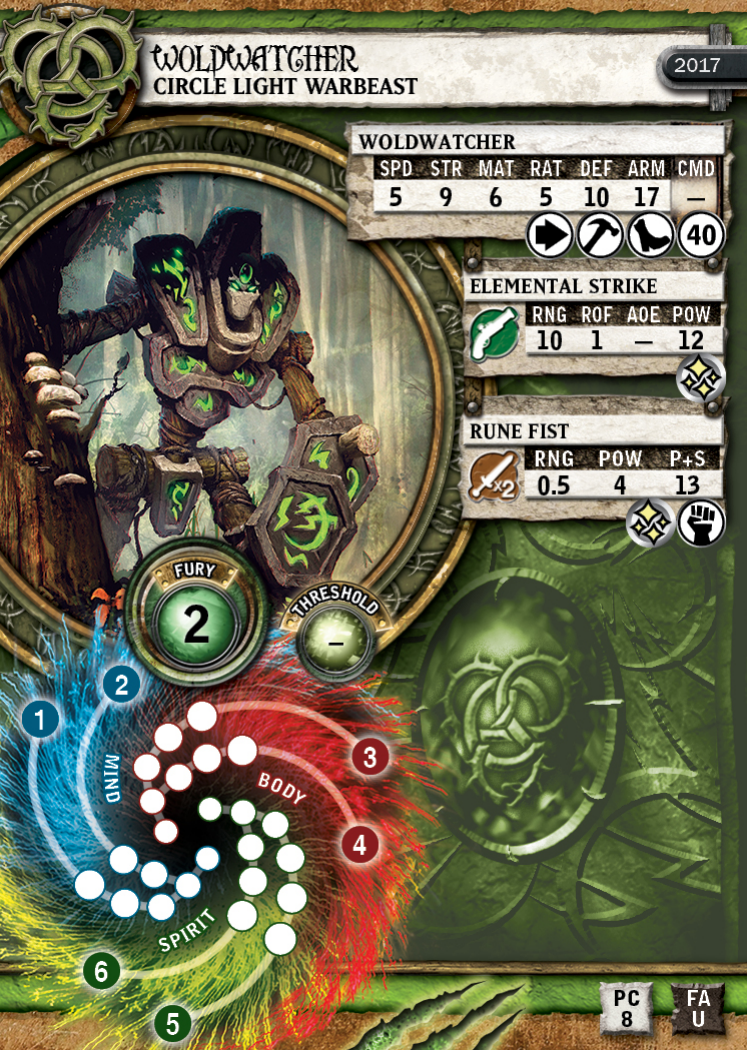 WOLDWATCHER
CIRCLE LIGHT WARBEAST
2017
WOLDWATCHER
SPD STR MAT RAT DEF ARM CMD
5 9 6 5 10 17 —
40
ELEMENTAL STRIKE
RNG ROF AOE POW
10 1 — 12
RUNE FIST
x2
RNG POW P+S
0.5 4 13
FURY
2
THRESHOLD
-
1
2
MIND
3
BODY
4
SPIRIT
6
5
PC
8
FA
U